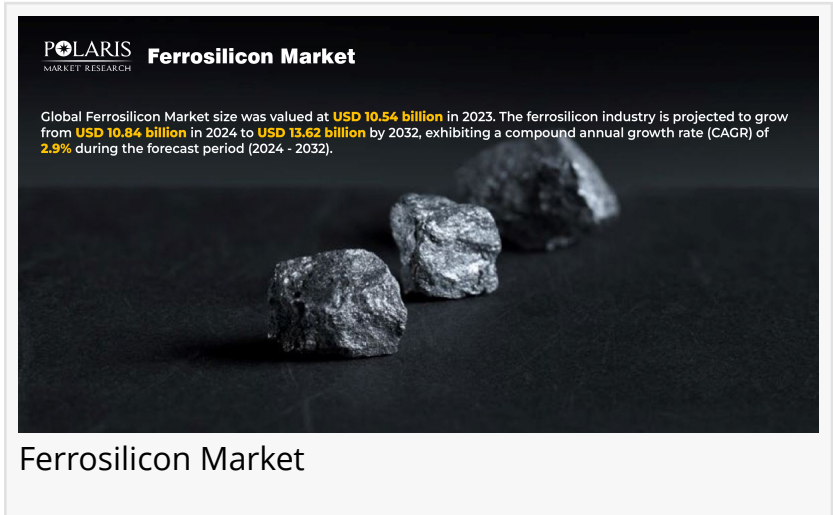 POLARIS
MARKET RESEARCH
Ferrosilicon Market
Global Ferrosilicon Market size was valued at USD 10.54 billion in 2023. The ferrosilicon industry is projected to grow
from USD 10.84 billion in 2024 to USD 13.62 billion by 2032, exhibiting a compound annual growth rate (CAGR) of
2.9% during the forecast period (2024 - 2032).
Ferrosilicon Market